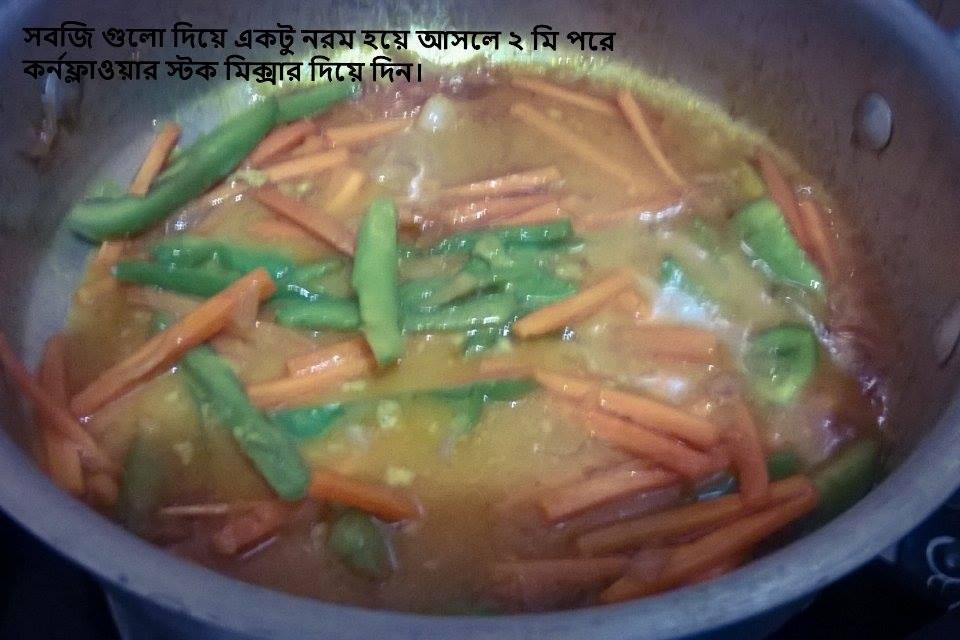 সবজি গুলো দিয়ে একটু নরম হয়ে আসলে ২ মি পরে
কর্নফ্লাওয়ার স্টক মিক্সার দিয়ে দিন।